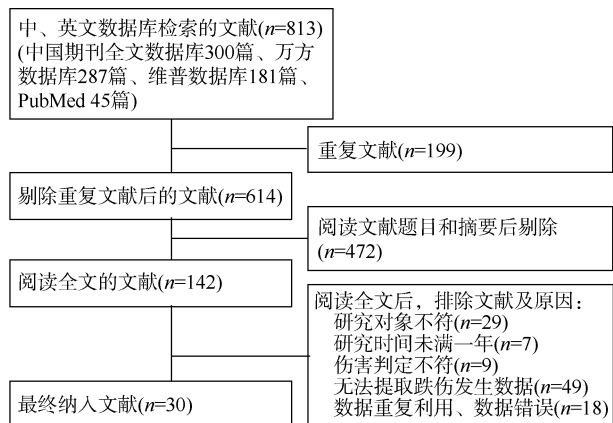 中、英文数据库检索的文献(n=813)
(中国期刊全文数据库300篇、万方
数据库287篇、维普数据库181篇、
PubMed 45篇)
重复文献(n=199)
剔除重复文献后的文献(n=614)
阅读文献题目和摘要后剔除
(n=472)
阅读全文的文献(n=142)
阅读全文后，排除文献及原因：
研究对象不符(n=29)
研究时间未满一年(n=7)
伤害判定不符(n=9)
无法提取跌伤发生数据(n=49)
数据重复利用、数据错误(n=18)
最终纳入文献(n=30)